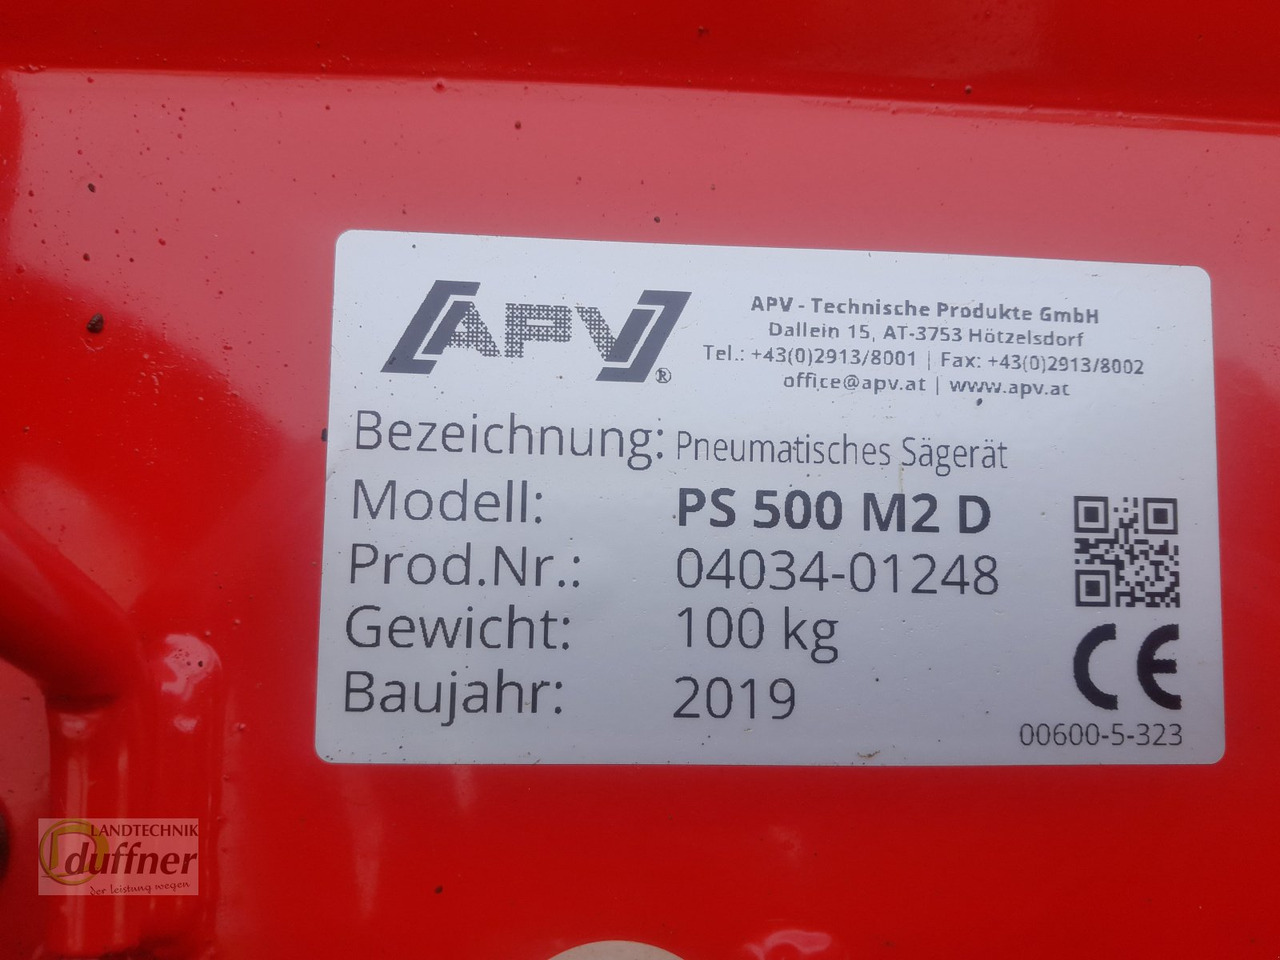 APV®
APV - Technische Produkte GmbH
Dallein 15, AT-3753 Hötzelsdorf
Tel.: +43(0)2913/8001 | Fax: +43(0)2913/8002
office@apv.at | www.apv.at
Bezeichnung: Pneumatisches Sägerät
Modell: PS 500 M2 D
Prod.Nr.: 04034-01248
Gewicht: 100 kg
Baujahr: 2019
CE
00600-5-323
LANDTECHNIK
duffner
der leistung wegen